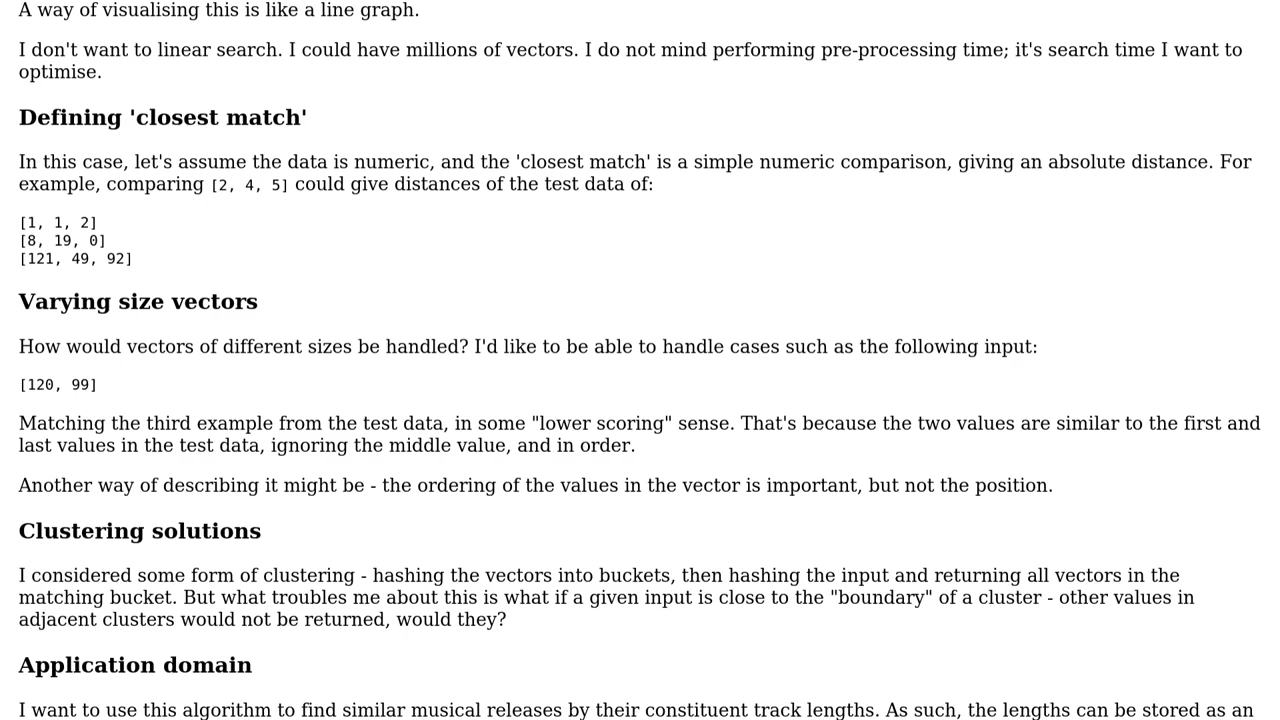 A way of visualising this is like a line graph.
I don't want to linear search. I could have millions of vectors. I do not mind performing pre-processing time; it's search time I want to
optimise.
Defining 'closest match'
In this case, let's assume the data is numeric, and the 'closest match' is a simple numeric comparison, giving an absolute distance. For
example, comparing [2, 4, 5] could give distances of the test data of:
[1, 1, 2]
[8, 19, 0]
[121, 49, 92]
Varying size vectors
How would vectors of different sizes be handled? I'd like to be able to handle cases such as the following input:
[120, 99]
Matching the third example from the test data, in some "lower scoring" sense. That's because the two values are similar to the first and
last values in the test data, ignoring the middle value, and in order.
Another way of describing it might be - the ordering of the values in the vector is important, but not the position.
Clustering solutions
I considered some form of clustering - hashing the vectors into buckets, then hashing the input and returning all vectors in the
matching bucket. But what troubles me about this is what if a given input is close to the "boundary" of a cluster - other values in
adjacent clusters would not be returned, would they?
Application domain
I want to use this algorithm to find similar musical releases by their constituent track lengths. As such, the lengths can be stored as an